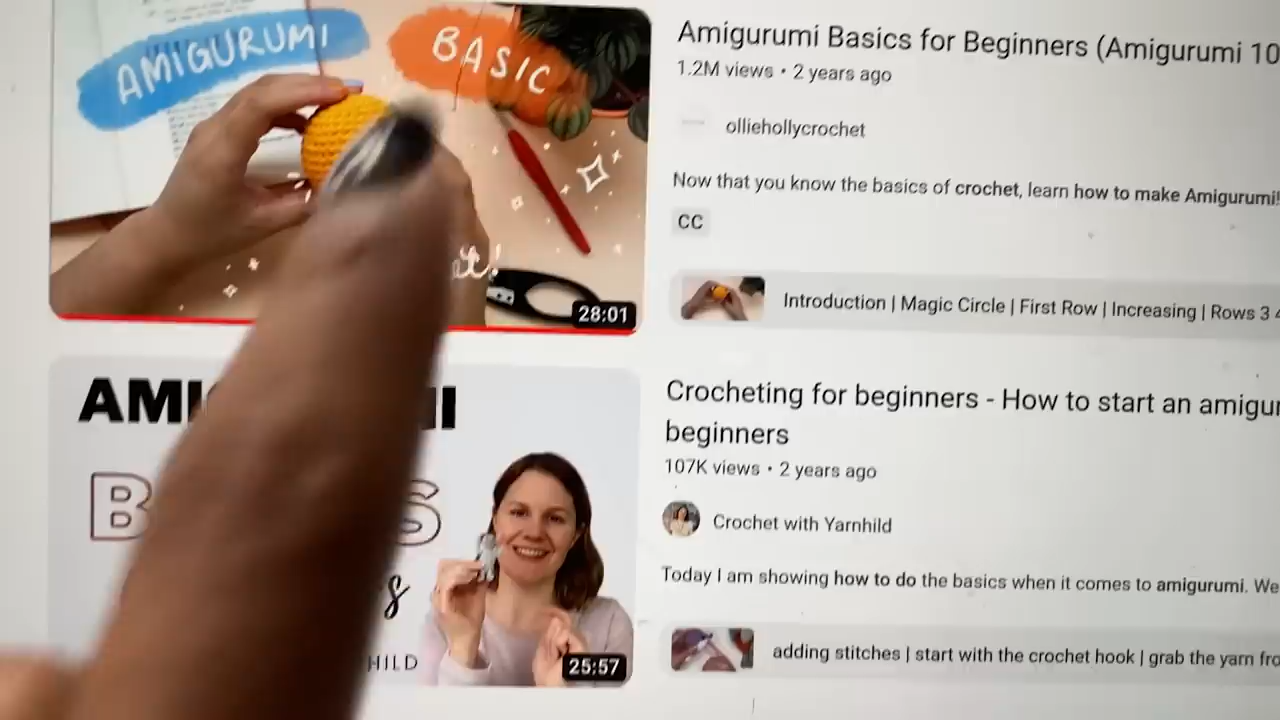 AMIGURUMI
BASIC
28:01
Amigurumi Basics for Beginners (Amigurumi 10
1.2M views • 2 years ago
olliehollycrochet
Now that you know the basics of crochet, learn how to make Amigurumi!
CC
Introduction | Magic Circle | First Row | Increasing | Rows 3
AMI
I
B
S
HILD
25:57
Crocheting for beginners - How to start an amigur
beginners
107K views • 2 years ago
Crochet with Yarnhild
Today I am showing how to do the basics when it comes to amigurumi. We
adding stitches | start with the crochet hook | grab the yarn fro